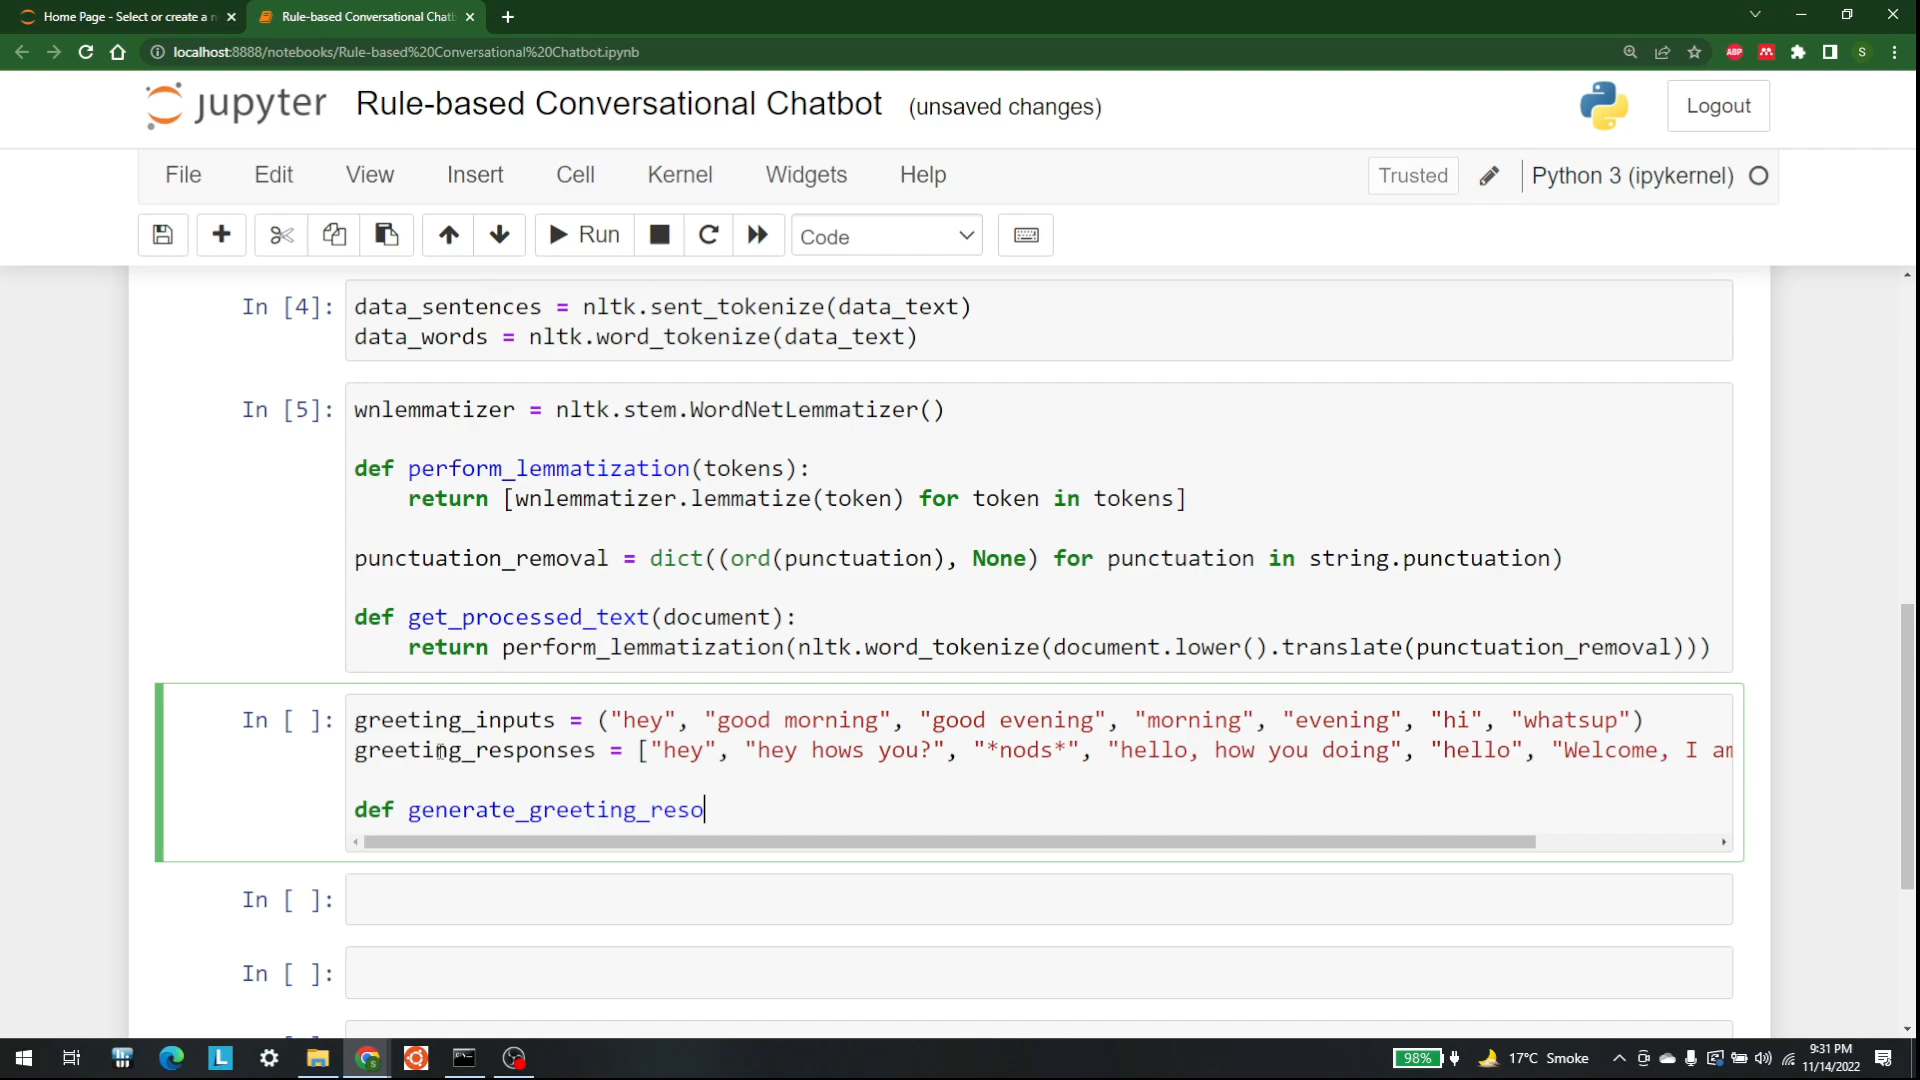 Home Page - Select or create a n
Rule-based Conversational Chatb
localhost:8888/notebooks/Rule-based%20Conversational%20Chatbot.ipynb
ABP
S
jupyter Rule-based Conversational Chatbot (unsaved changes)
Logout
File Edit View Insert Cell Kernel Widgets Help
Trusted
Python 3 (ipykernel)
Run
Code
In [4]:
data_sentences = nltk.sent_tokenize(data_text)
data_words = nltk.word_tokenize(data_text)
In [5]:
wnlemmatizer = nltk.stem.WordNetLemmatizer()
def perform_lemmatization(tokens):
return [wnlemmatizer.lemmatize(token) for token in tokens]
punctuation_removal = dict((ord(punctuation), None) for punctuation in string.punctuation)
def get_processed_text(document):
return perform_lemmatization(nltk.word_tokenize(document.lower().translate(punctuation_removal)))
In [ ]:
greeting_inputs = ("hey", "good morning", "good evening", "morning", "evening", "hi", "whatsup")
greeting_responses = ["hey", "hey hows you?", "*nods*", "hello, how you doing", "hello", "Welcome, I am
def generate_greeting_reso
In [ ]:
In [ ]:
L
98%
17°C Smoke
9:31 PM
11/14/2022